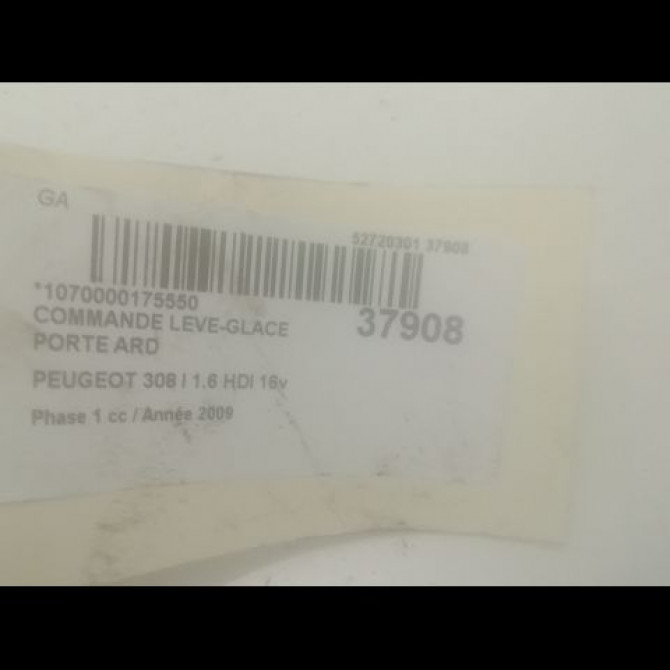 GA
52720301 37908
*1070000175550
COMMANDE LEVE-GLACE
37908
PORTE ARD
PEUGEOT 308 I 1.6 HDI 16v
Phase 1 cc / Année 2009